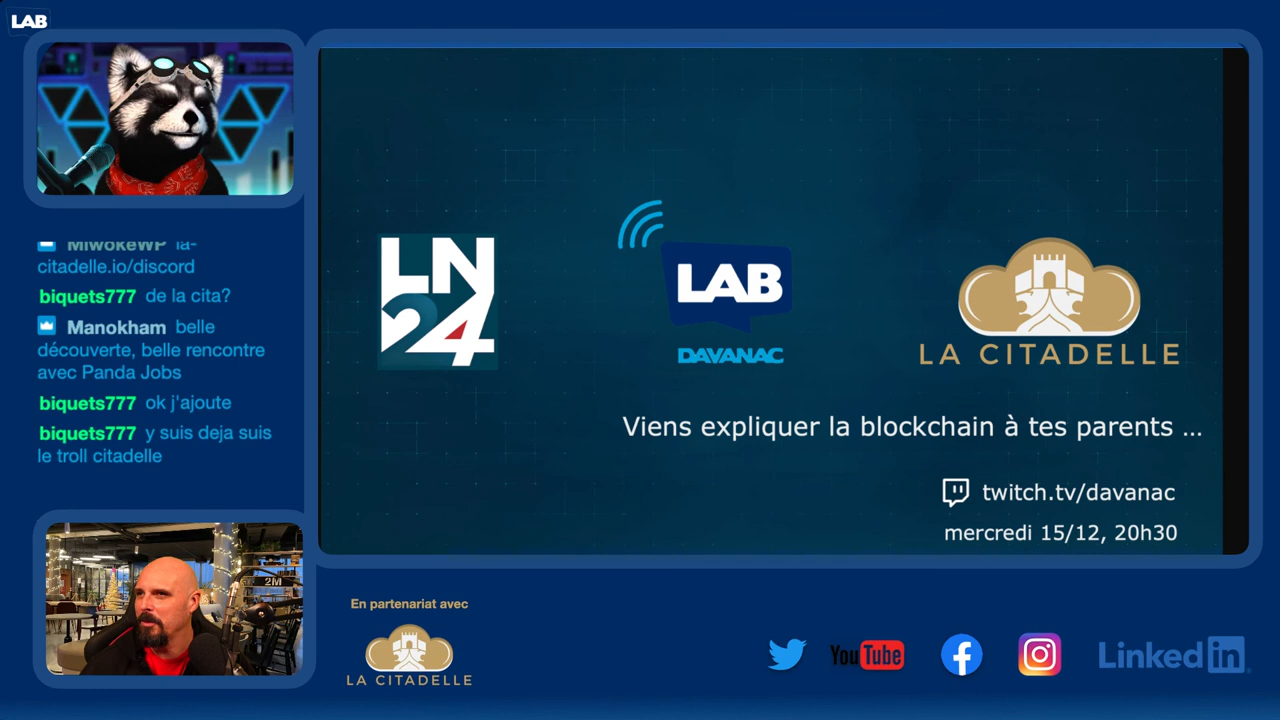 LAB
MiwokeWP la-
citadelle.io/discord
biquets777 de la cita?
Manokham belle
découverte, belle rencontre
avec Panda Jobs
biquets777 ok j'ajoute
biquets777 y suis deja suis
le troll citadelle
LN
24
LAB
DAVANAC
LA CITADELLE
Viens expliquer la blockchain à tes parents ...
twitch.tv/davanac
mercredi 15/12, 20h30
2M
En partenariat avec
LA CITADELLE
YouTube
Linked in